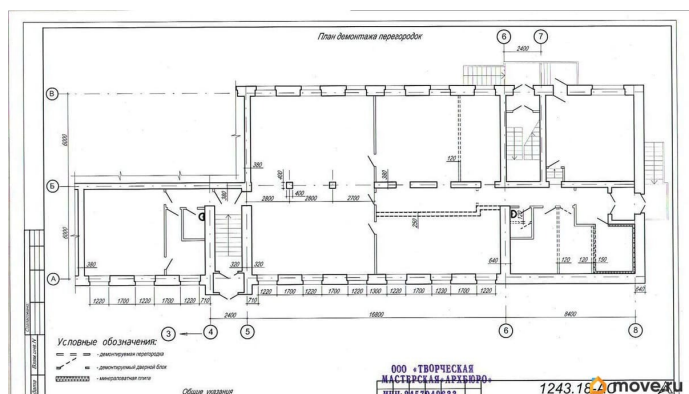 План демонтажа перегородок
6 7
2400
В
6000
380
400
400
380
120
Б
2800 2800 2700
380
250
6000
380
320 320
640
120 120 150
А
1220 1700 1220 1700 1220 710
710 1220 1700 1220 1700 1220 1300 1220 1700 1230 1700 1220
640
2400 16800 8400
3 4 5 6 8
Условные обозначения:
- демонтируемая перегородка
- демонтируемый дверной блок
- минераловатная плита
Общие указания
ООО «ТВОРЧЕСКАЯ
МАСТЕРСКАЯ «АРХБЮРО»
1243.18-
move.ru